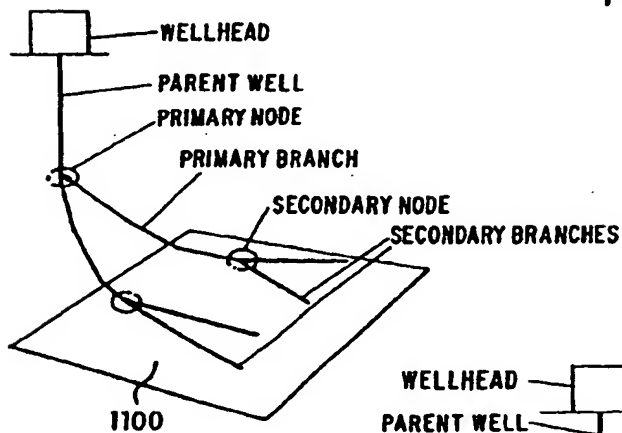 WELLHEAD
PARENT WELL
PRIMARY NODE
PRIMARY BRANCH
SECONDARY NODE
SECONDARY BRANCHES
1100
WELLHEAD
PARENT WELL